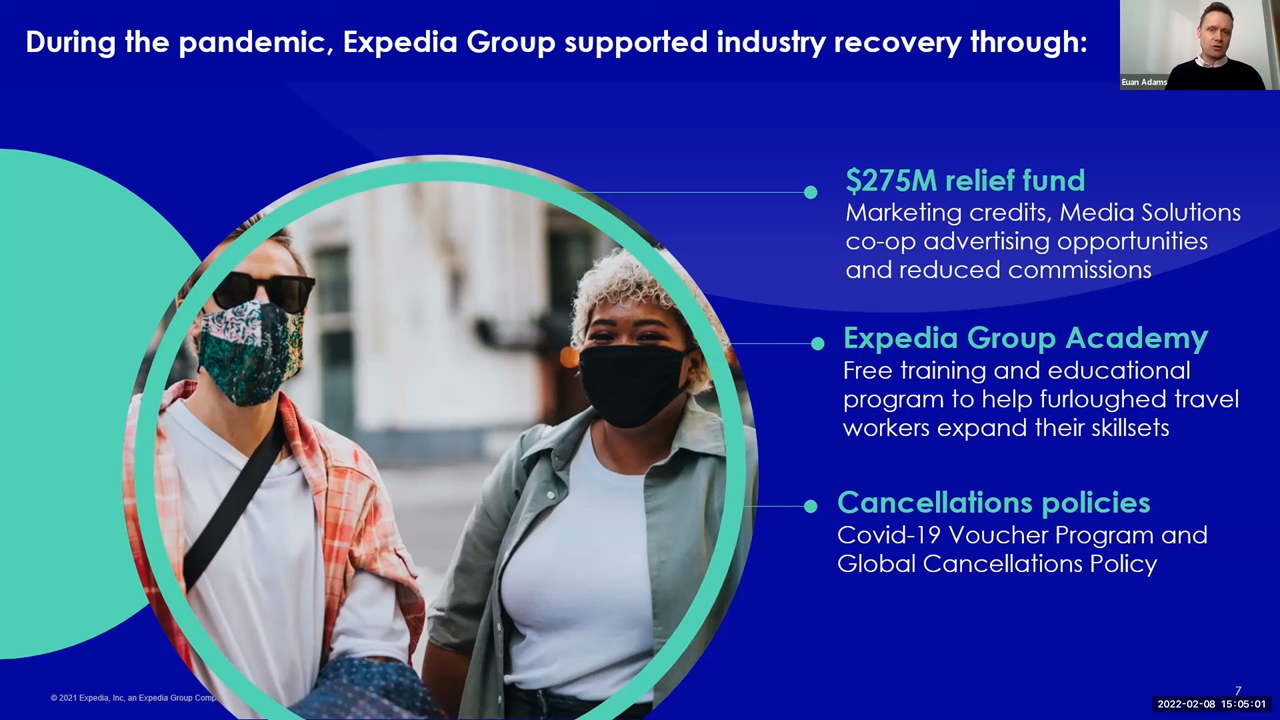 During the pandemic, Expedia Group supported industry recovery through:
Euan Adams
$275M relief fund
Marketing credits, Media Solutions
co-op advertising opportunities
and reduced commissions
Expedia Group Academy
Free training and educational
program to help furloughed travel
workers expand their skillsets
Cancellations policies
Covid-19 Voucher Program and
Global Cancellations Policy
© 2021 Expedia, Inc, an Expedia Group
7
2022-02-08 15:05:01